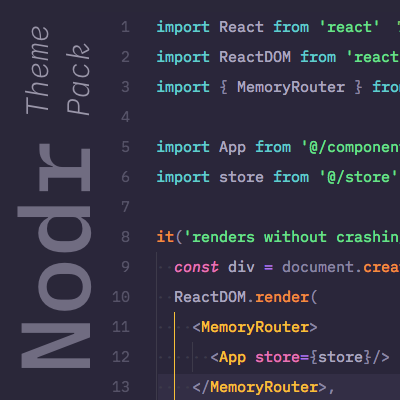 Nodr Theme Pack
1 import React from 'react'
2 import ReactDOM from 'react
3 import { MemoryRouter } fro
4
5 import App from '@/componen
6 import store from '@/store'
7
8 it('renders without crashin
9 const div = document.crea
10 ReactDOM.render(
11 <MemoryRouter>
12 <App store={store}/>
13 </MemoryRouter>,